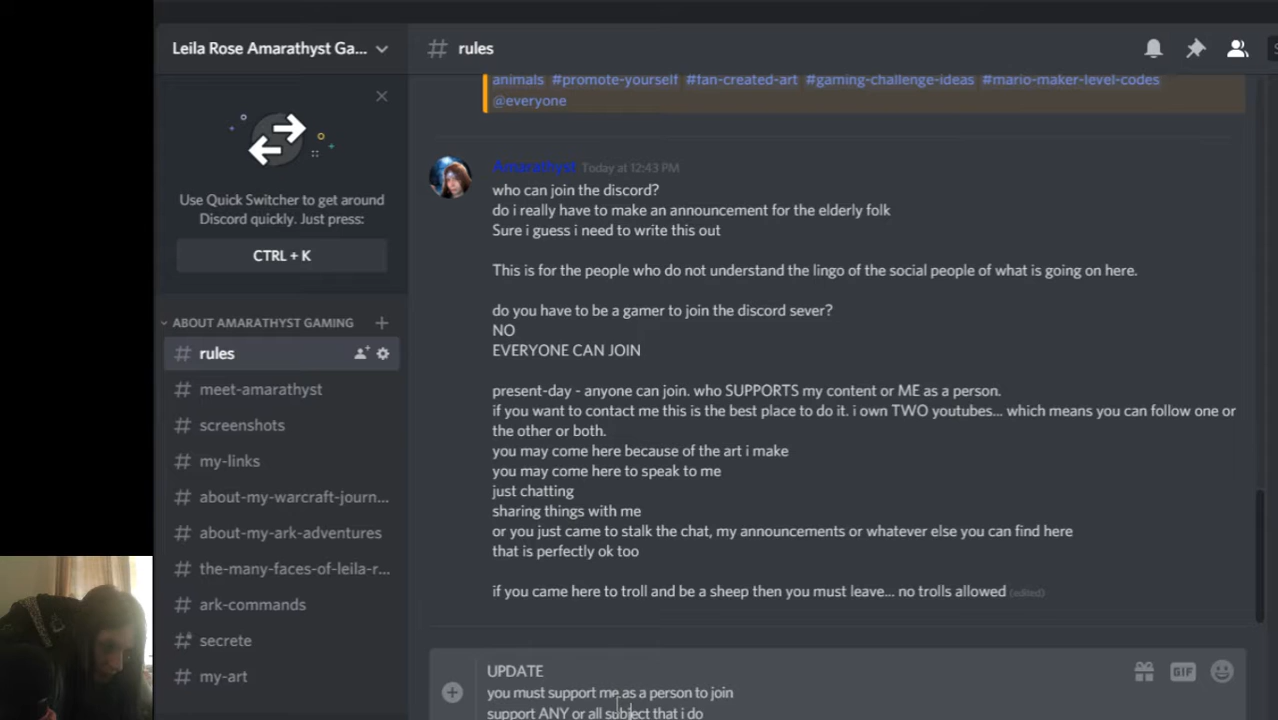 Leila Rose Amarathyst Ga...
# rules
animals #promote-yourself #fan-created-art #gaming-challenge-ideas #mario-maker-level-codes
@everyone
Use Quick Switcher to get around
Discord quickly. Just press:
CTRL + K
ABOUT AMARATHYST GAMING
# rules
# meet-amarathyst
# screenshots
# my-links
# about-my-warcraft-journ...
# about-my-ark-adventures
# the-many-faces-of-leila-r...
# ark-commands
# secrete
# my-art
Amarathyst Today at 12:43 PM
who can join the discord?
do i really have to make an announcement for the elderly folk
Sure i guess i need to write this out
This is for the people who do not understand the lingo of the social people of what is going on here.
do you have to be a gamer to join the discord sever?
NO
EVERYONE CAN JOIN
present-day - anyone can join. who SUPPORTS my content or ME as a person.
if you want to contact me this is the best place to do it. i own TWO youtubes... which means you can follow one or
the other or both.
you may come here because of the art i make
you may come here to speak to me
just chatting
sharing things with me
or you just came to stalk the chat, my announcements or whatever else you can find here
that is perfectly ok too
if you came here to troll and be a sheep then you must leave... no trolls allowed (edited)
UPDATE
you must support me as a person to join
support ANY or all subject that i do
GIF